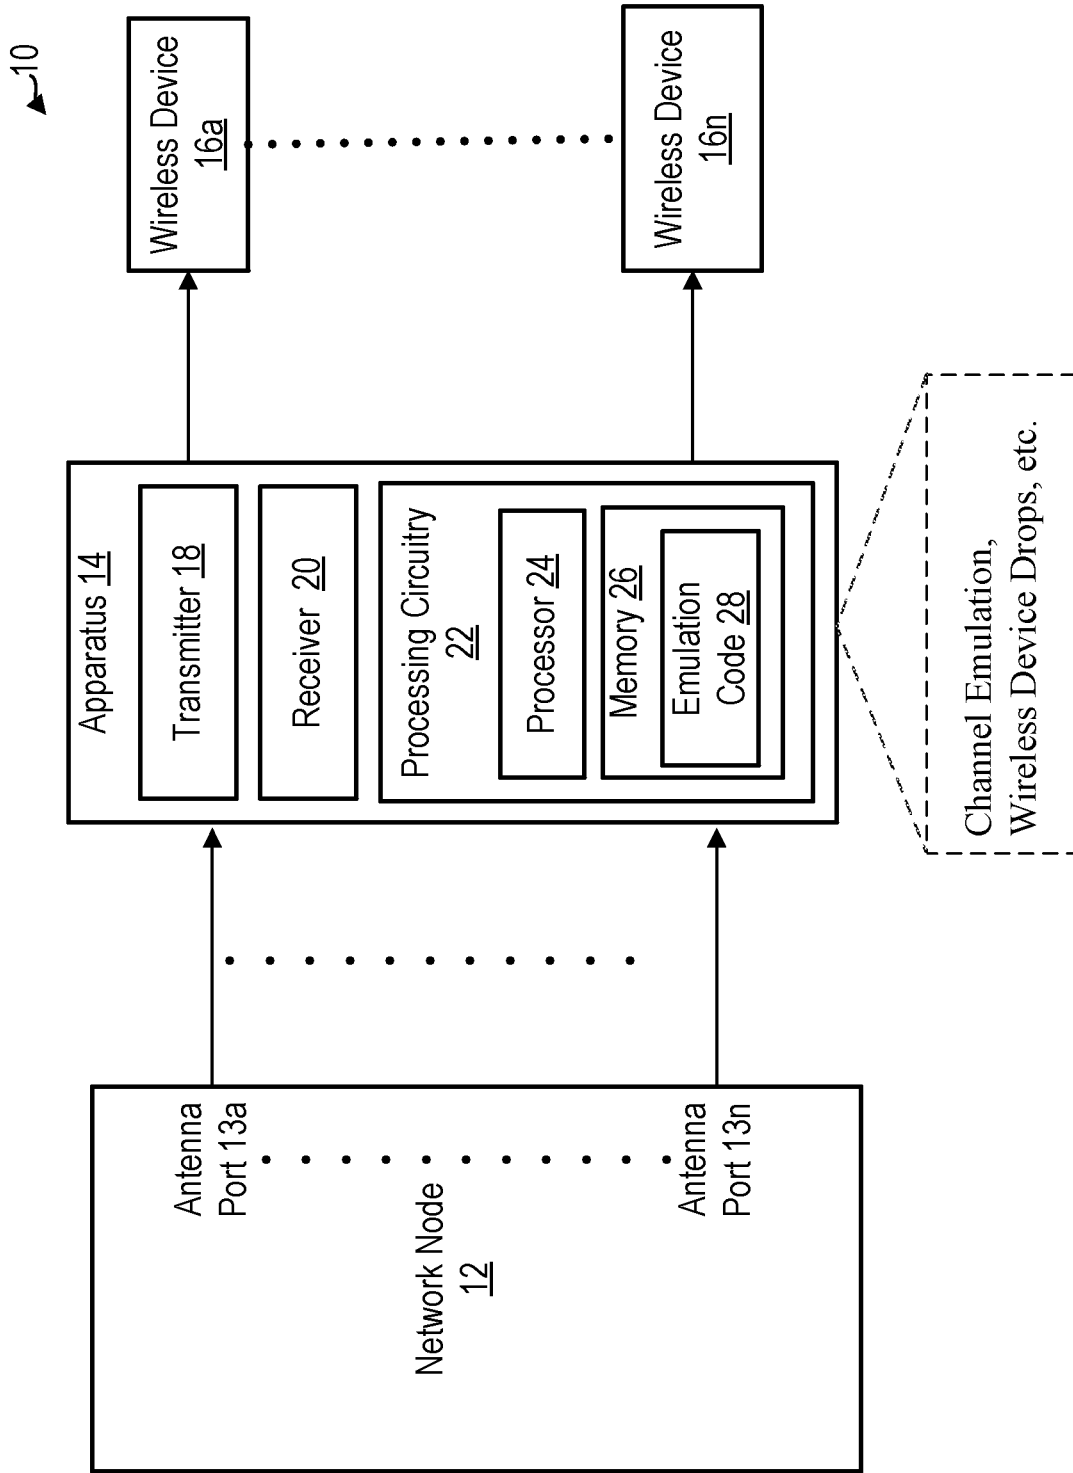 10
Network Node
12
Antenna
Port 13a
Antenna
Port 13n
Apparatus 14
Transmitter 18
Receiver 20
Processing Circuitry
22
Processor 24
Memory 26
Emulation
Code 28
Wireless Device
16a
Wireless Device
16n
Channel Emulation,
Wireless Device Drops, etc.